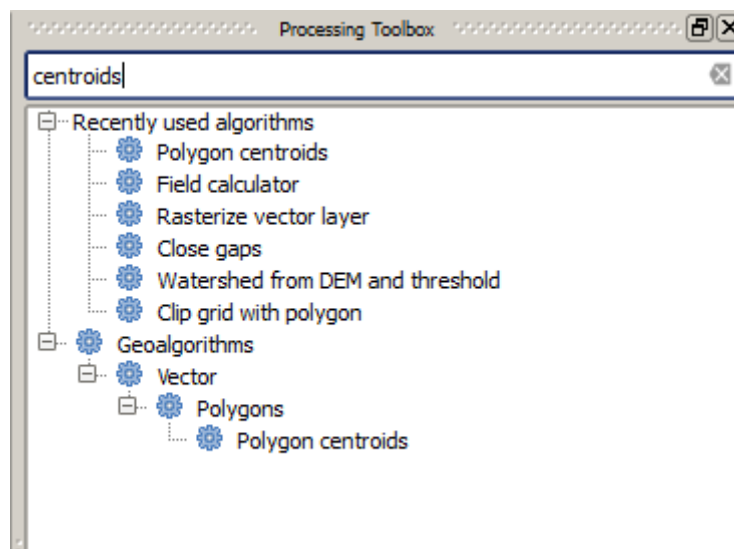 Processing Toolbox
centroids
Recently used algorithms
Polygon centroids
Field calculator
Rasterize vector layer
Close gaps
Watershed from DEM and threshold
Clip grid with polygon
Geoalgorithms
Vector
Polygons
Polygon centroids